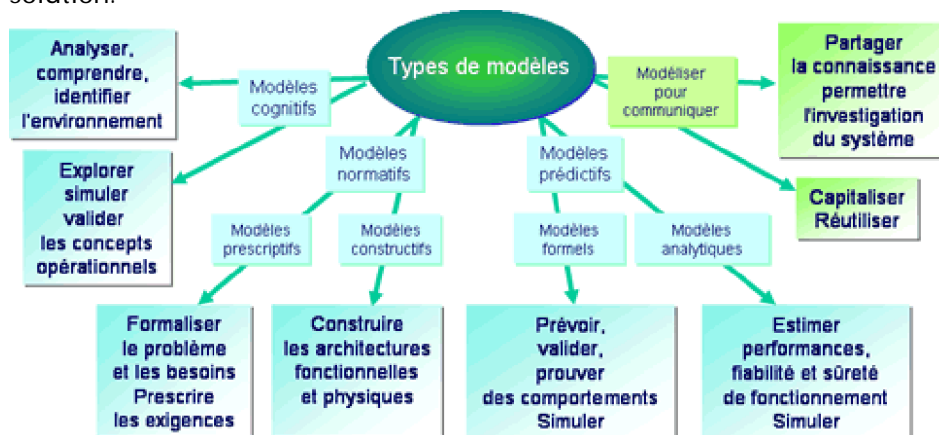 solution.
Types de modèles
Analyser,
comprendre,
identifier
l'environnement
Modèles
cognitifs
Explorer
simuler
valider
les concepts
opérationnels
Modèles
normatifs
Modèles
prescriptifs
Modèles
constructifs
Formaliser
le problème
et les besoins
Prescrire
les exigences
Construire
les architectures
fonctionnelles
et physiques
Modèles
prédictifs
Modèles
formels
Modèles
analytiques
Prévoir,
valider,
prouver
des comportements
Simuler
Estimer
performances,
fiabilité et sûreté
de fonctionnement
Simuler
Modéliser
pour
communiquer
Partager
la connaissance
permettre
l'investigation
du système
Capitaliser
Réutiliser